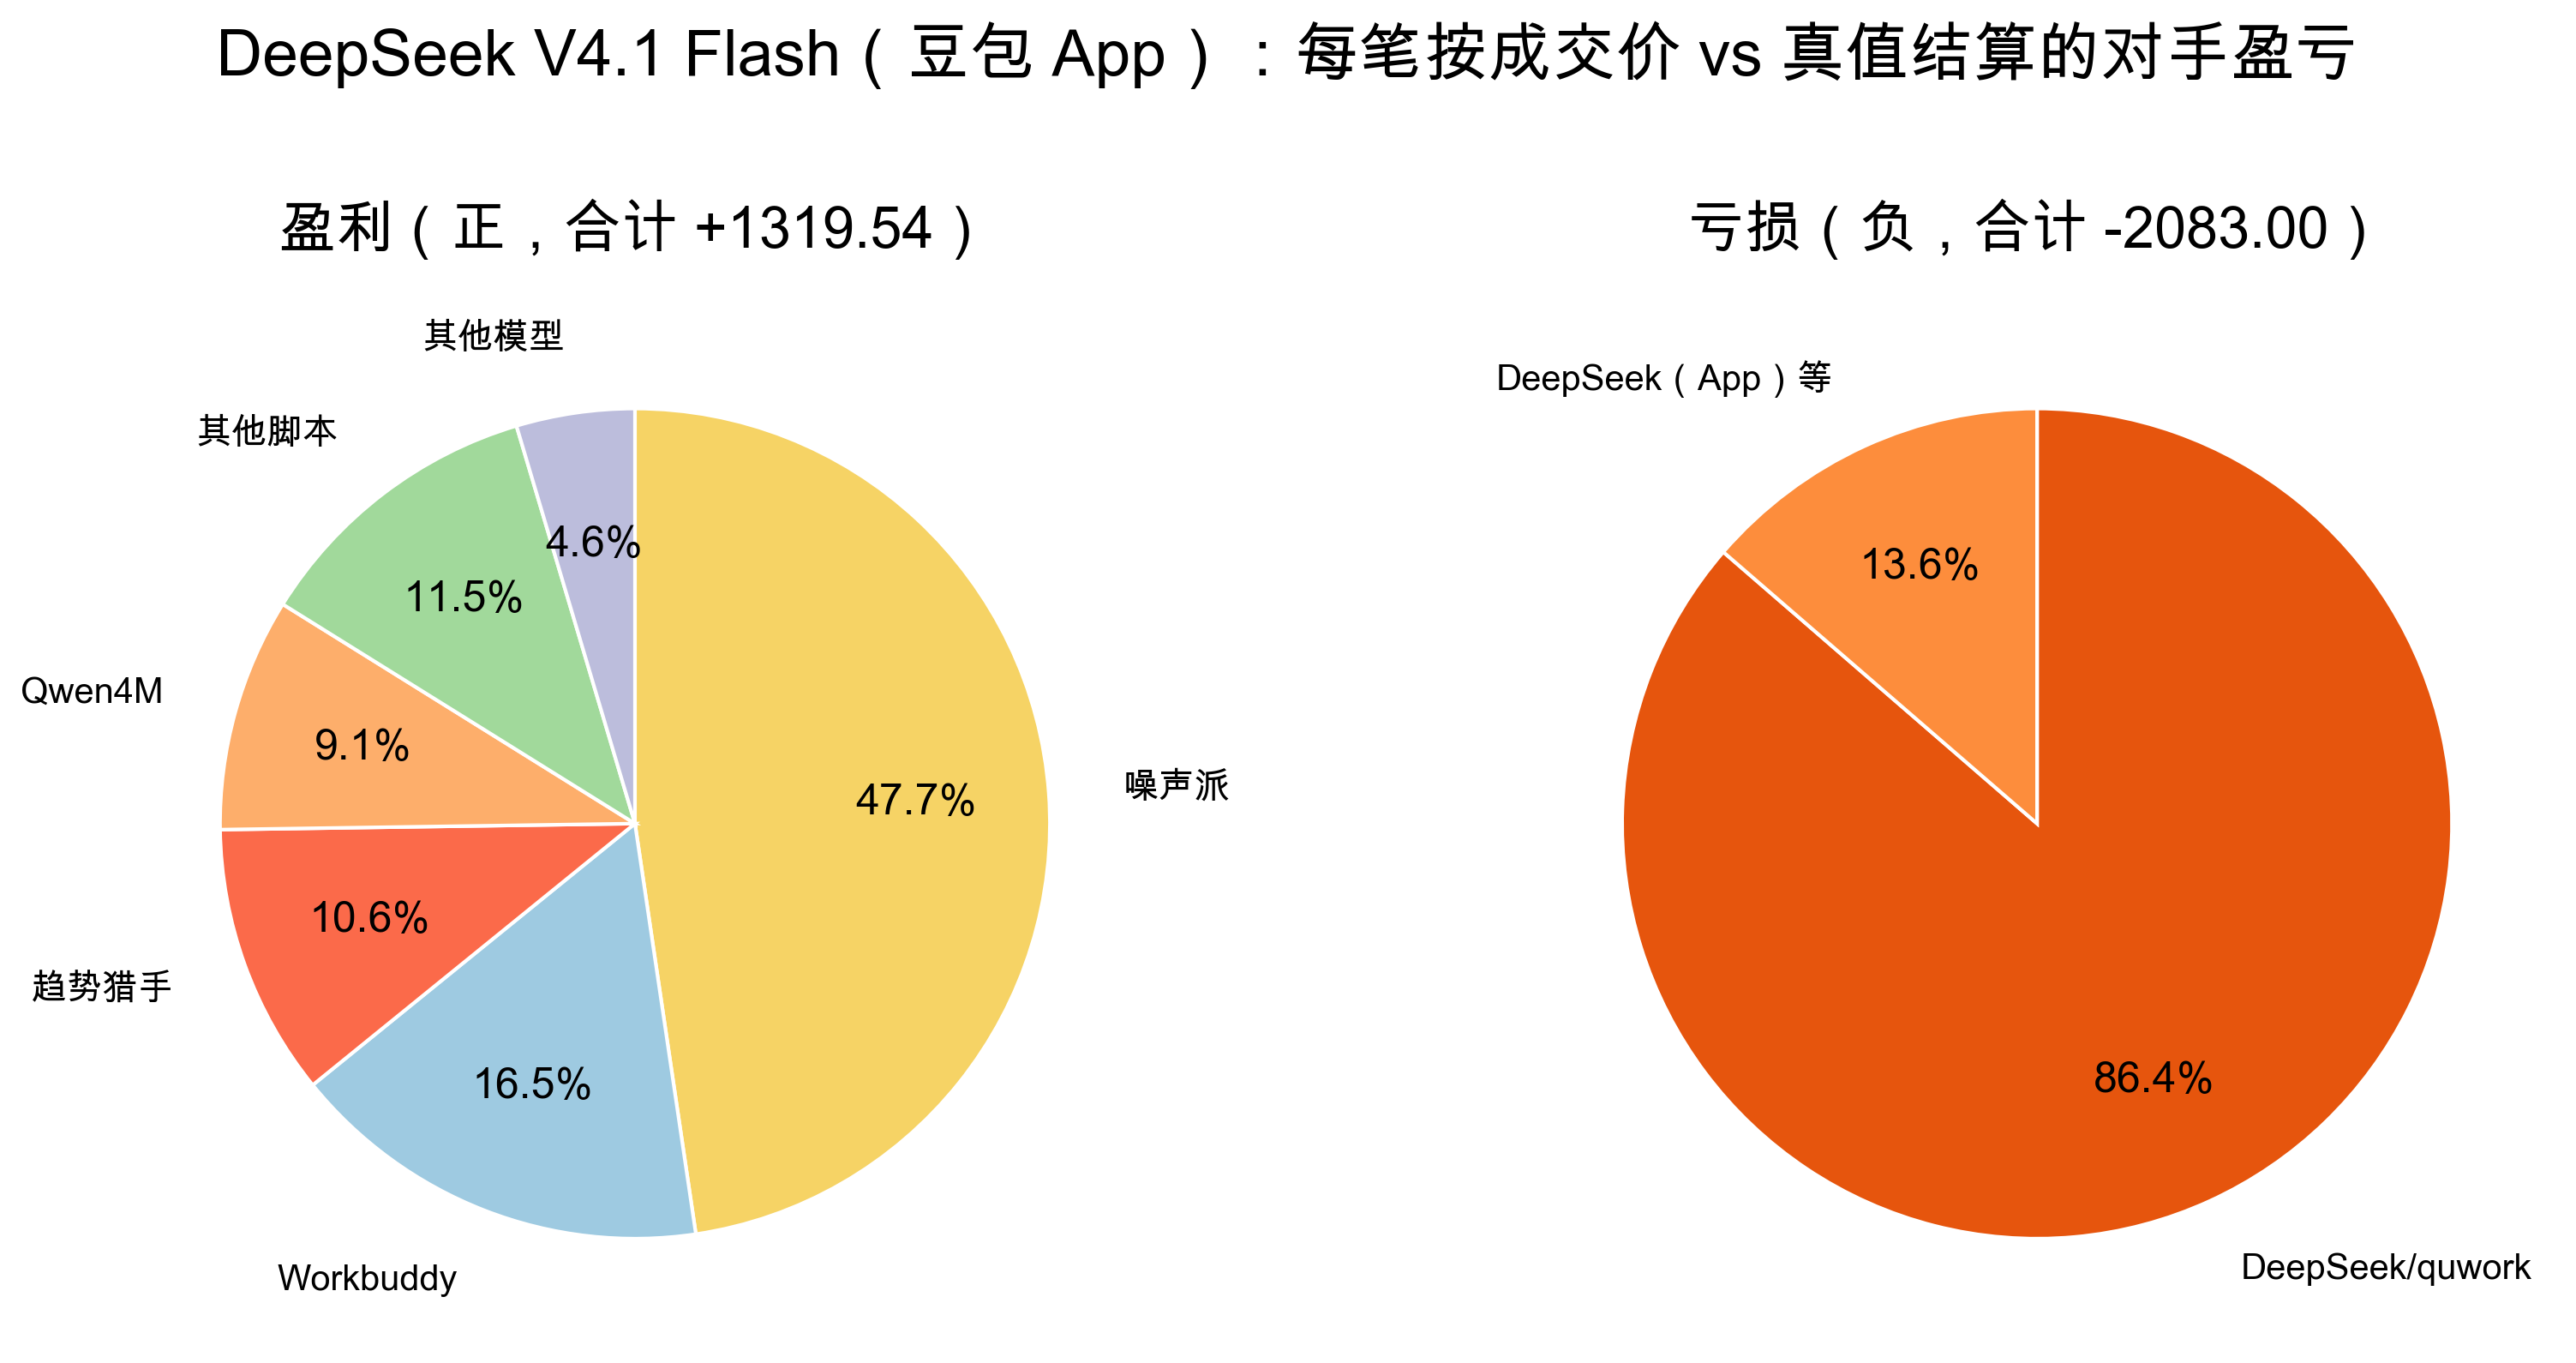 DeepSeek V4.1 Flash（豆包 App）：每笔按成交价 vs 真值结算的对手盈亏
盈利（正，合计 +1319.54）
其他模型
其他脚本
4.6%
11.5%
Qwen4M
9.1%
47.7%
噪声派
10.6%
趋势猎手
16.5%
Workbuddy
亏损（负，合计 -2083.00）
DeepSeek（App）等
13.6%
86.4%
DeepSeek/quwork